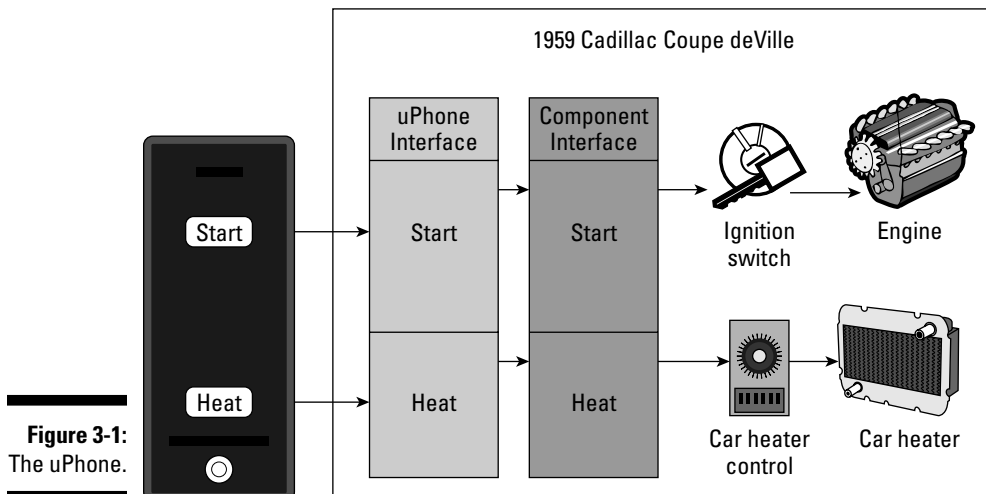 1959 Cadillac Coupe deVille
uPhone
Interface
Component
Interface
Start
Start
Start
Ignition
switch
Engine
Heat
Heat
Heat
Car heater
control
Car heater
Figure 3-1:
The uPhone.